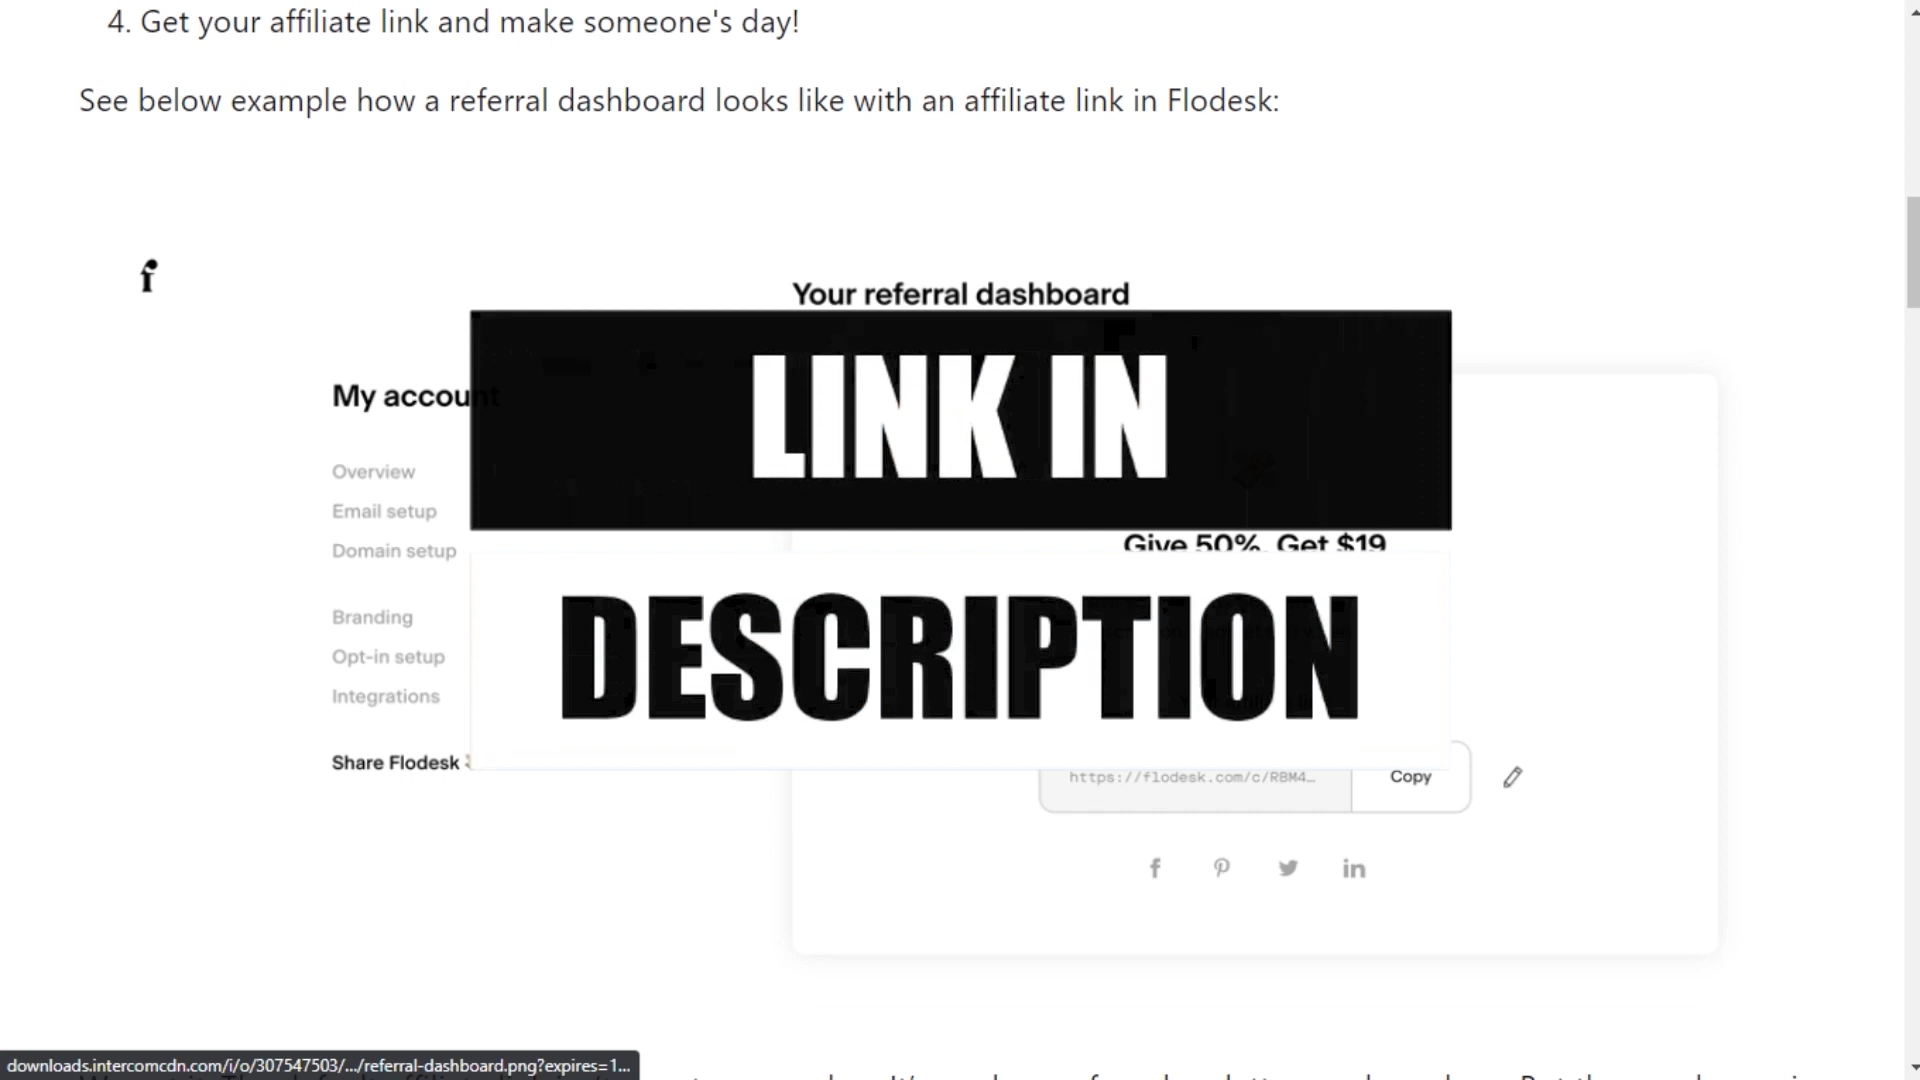 4. Get your affiliate link and make someone's day!
See below example how a referral dashboard looks like with an affiliate link in Flodesk:
f
Your referral dashboard
LINK IN
My account
Overview
Email setup
Domain setup
Give 50%. Get $19
DESCRIPTION
Branding
Opt-in setup
Integrations
Share Flodesk
https://flodesk.com/c/RBM4...
Copy
downloads.intercomcdn.com/i/o/307547503/.../referral-dashboard.png?expires=1...